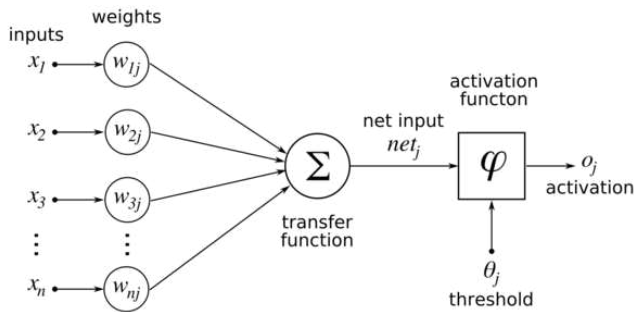 weights
inputs
x₁ w₁ⱼ
activation
functon
x₂ w₂ⱼ
net input
netⱼ
Σ
φ
oⱼ
activation
x₃ w₃ⱼ
transfer
function
⋮ ⋮
θⱼ
threshold
xₙ wₙⱼ